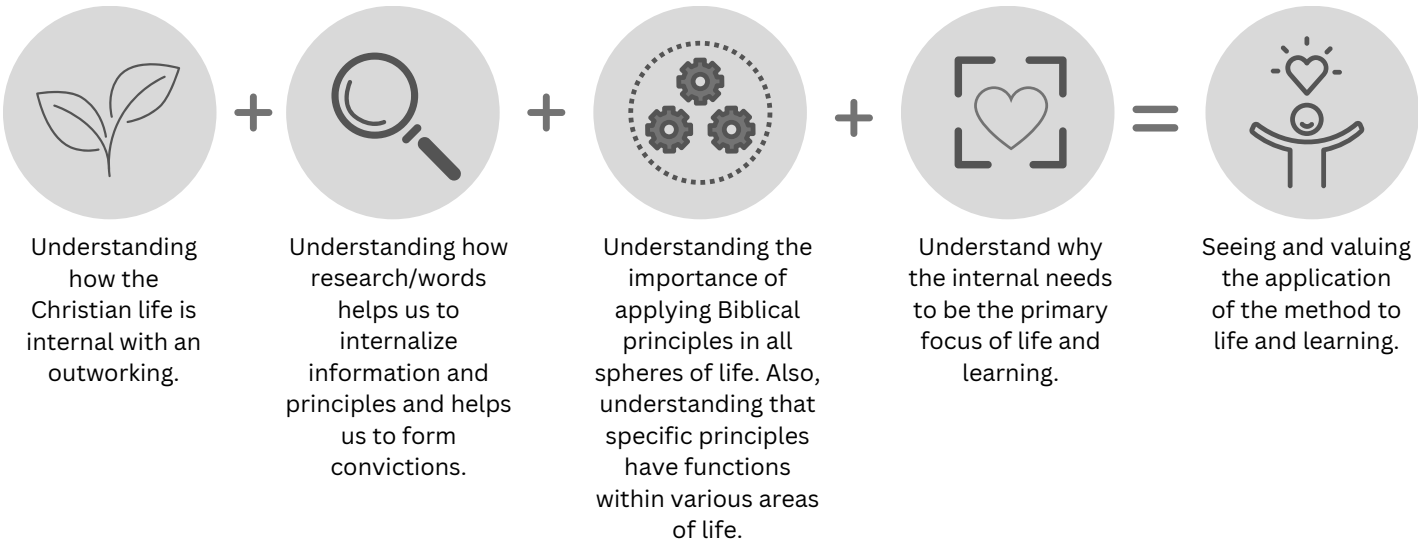 Understanding
how the
Christian life is
internal with an
outworking.
Understanding how
research/words
helps us to
internalize
information and
principles and helps
us to form
convictions.
Understanding the
importance of
applying Biblical
principles in all
spheres of life. Also,
understanding that
specific principles
have functions
within various areas
of life.
Understand why
the internal needs
to be the primary
focus of life and
learning.
Seeing and valuing
the application
of the method to
life and learning.